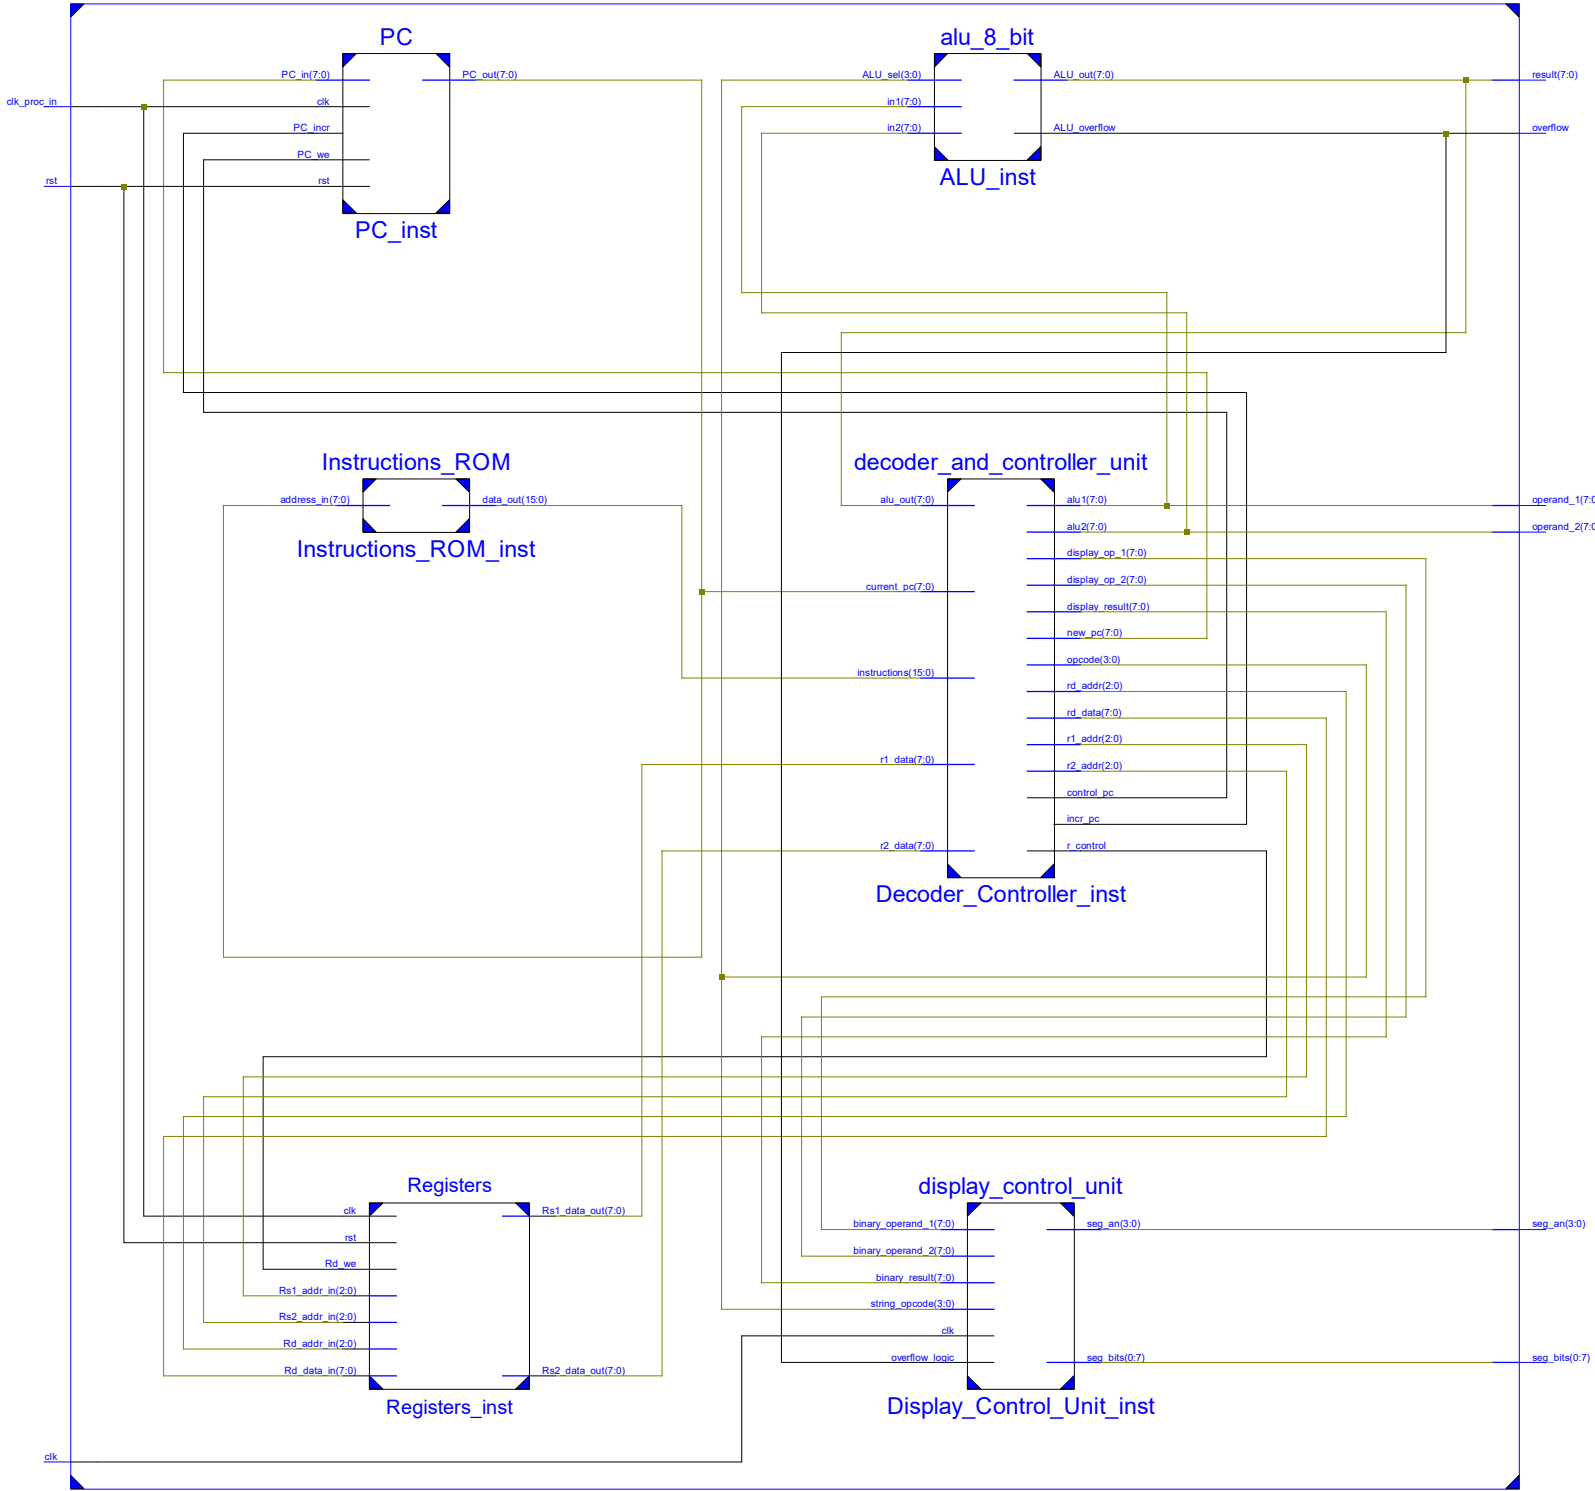 PC
PC_in(7:0)
PC_out(7:0)
clk_proc_in
clk
PC_incr
PC_we
rst
rst
PC_inst
alu_8_bit
ALU_sel(3:0)
ALU_out(7:0)
result(7:0)
in1(7:0)
in2(7:0)
ALU_overflow
overflow
ALU_inst
Instructions_ROM
address_in(7:0)
data_out(15:0)
Instructions_ROM_inst
decoder_and_controller_unit
alu_out(7:0)
alu1(7:0)
operand_1(7:0
alu2(7:0)
operand_2(7:0
display_op_1(7:0)
display_op_2(7:0)
current_pc(7:0)
display_result(7:0)
new_pc(7:0)
opcode(3:0)
instructions(15:0)
rd_addr(2:0)
rd_data(7:0)
r1_addr(2:0)
r1_data(7:0)
r2_addr(2:0)
control_pc
incr_pc
r2_data(7:0)
r_control
Decoder_Controller_inst
Registers
clk
Rs1_data_out(7:0)
rst
Rd_we
Rs1_addr_in(2:0)
Rs2_addr_in(2:0)
Rd_addr_in(2:0)
Rd_data_in(7:0)
Rs2_data_out(7:0)
Registers_inst
display_control_unit
binary_operand_1(7:0)
seg_an(3:0)
seg_an(3:0)
binary_operand_2(7:0)
binary_result(7:0)
string_opcode(3:0)
clk
overflow_logic
seg_bits(0:7)
seg_bits(0:7)
Display_Control_Unit_inst
clk